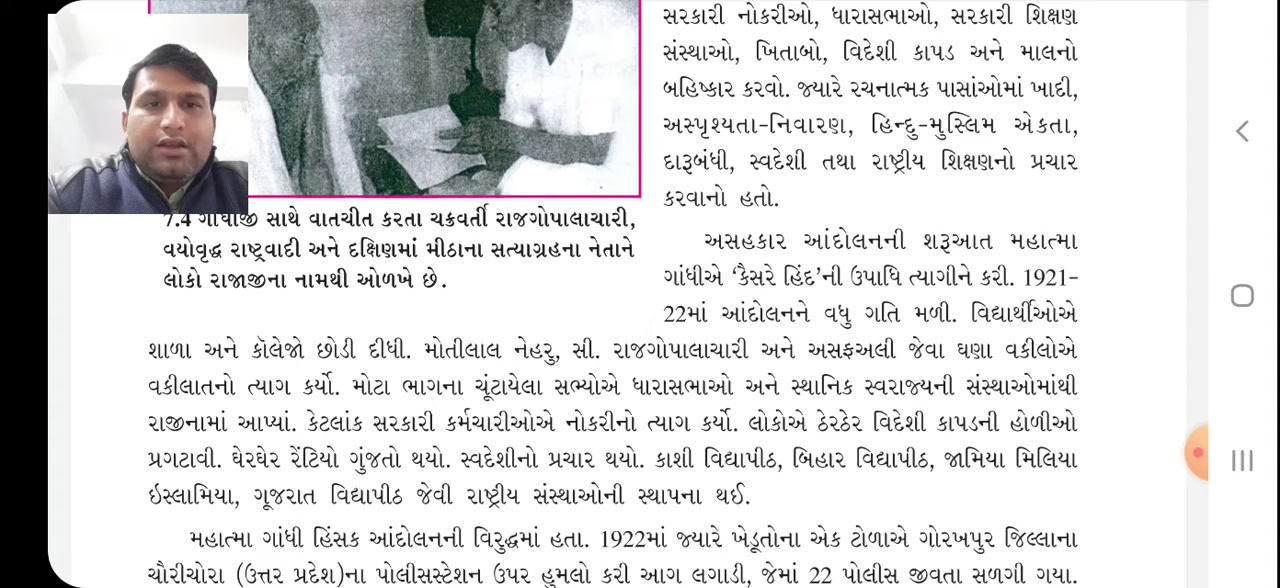 સરકારી નોકરીઓ, ધારાસભાઓ, સરકારી શિક્ષણ
સંસ્થાઓ, ખિતાબો, વિદેશી કાપડ અને માલનો
બહિષ્કાર કરવો. જ્યારે રચનાત્મક પાસાંઓમાં ખાદી,
અસ્પૃશ્યતા-નિવારણ, હિન્દુ-મુસ્લિમ એકતા,
દારૂબંધી, સ્વદેશી તથા રાષ્ટ્રીય શિક્ષણનો પ્રચાર
કરવાનો હતો.
7.4 ગાંધીજી સાથે વાતચીત કરતા ચક્રવર્તી રાજગોપાલાચારી,
વયોવૃદ્ધ રાષ્ટ્રવાદી અને દક્ષિણમાં મીઠાના સત્યાગ્રહના નેતાને
લોકો રાજાજીના નામથી ઓળખે છે.
અસહકાર આંદોલનની શરૂઆત મહાત્મા
ગાંધીએ ‘કૈસરે હિંદ’ની ઉપાધિ ત્યાગીને કરી. 1921-
22માં આંદોલનને વધુ ગતિ મળી. વિદ્યાર્થીઓએ
શાળા અને કૉલેજો છોડી દીધી. મોતીલાલ નેહરુ, સી. રાજગોપાલાચારી અને અસફઅલી જેવા ઘણા વકીલોએ
વકીલાતનો ત્યાગ કર્યો. મોટા ભાગના ચૂંટાયેલા સભ્યોએ ધારાસભાઓ અને સ્થાનિક સ્વરાજ્યની સંસ્થાઓમાંથી
રાજીનામાં આપ્યાં. કેટલાંક સરકારી કર્મચારીઓએ નોકરીનો ત્યાગ કર્યો. લોકોએ ઠેરઠેર વિદેશી કાપડની હોળીઓ
પ્રગટાવી. ઘેરઘેર રેંટિયો ગુંજતો થયો. સ્વદેશીનો પ્રચાર થયો. કાશી વિદ્યાપીઠ, બિહાર વિદ્યાપીઠ, જામિયા મિલિયા
ઇસ્લામિયા, ગૂજરાત વિદ્યાપીઠ જેવી રાષ્ટ્રીય સંસ્થાઓની સ્થાપના થઈ.
મહાત્મા ગાંધી હિંસક આંદોલનની વિરુદ્ધમાં હતા. 1922માં જ્યારે ખેડૂતોના એક ટોળાએ ગોરખપુર જિલ્લાના
ચૌરીચોરા (ઉત્તર પ્રદેશ)ના પોલીસસ્ટેશન ઉપર હુમલો કરી આગ લગાડી, જેમાં 22 પોલીસ જીવતા સળગી ગયા.